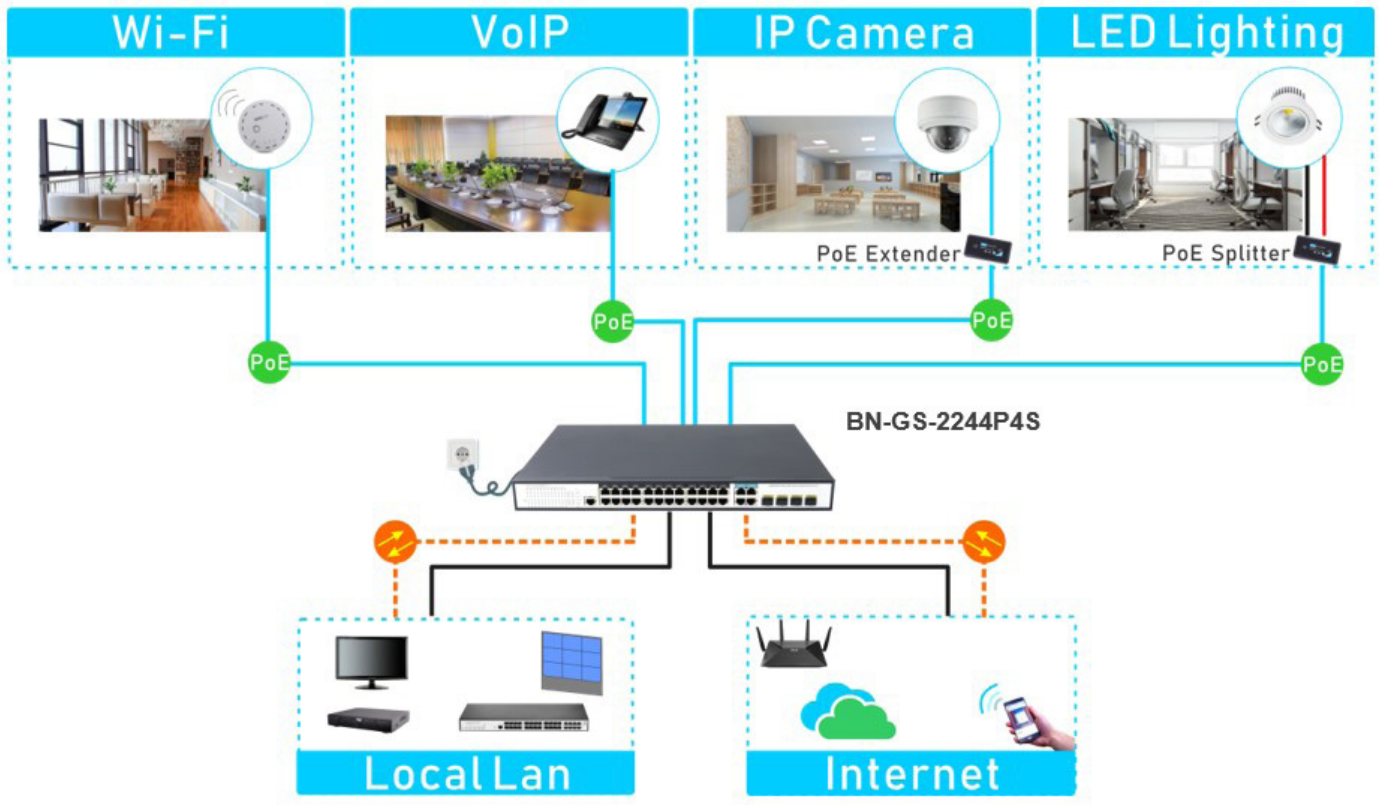 Wi-Fi
VoIP
IP Camera
LED Lighting
PoE Extender
PoE Splitter
PoE
PoE
PoE
PoE
BN-GS-2244P4S
Local Lan
Internet